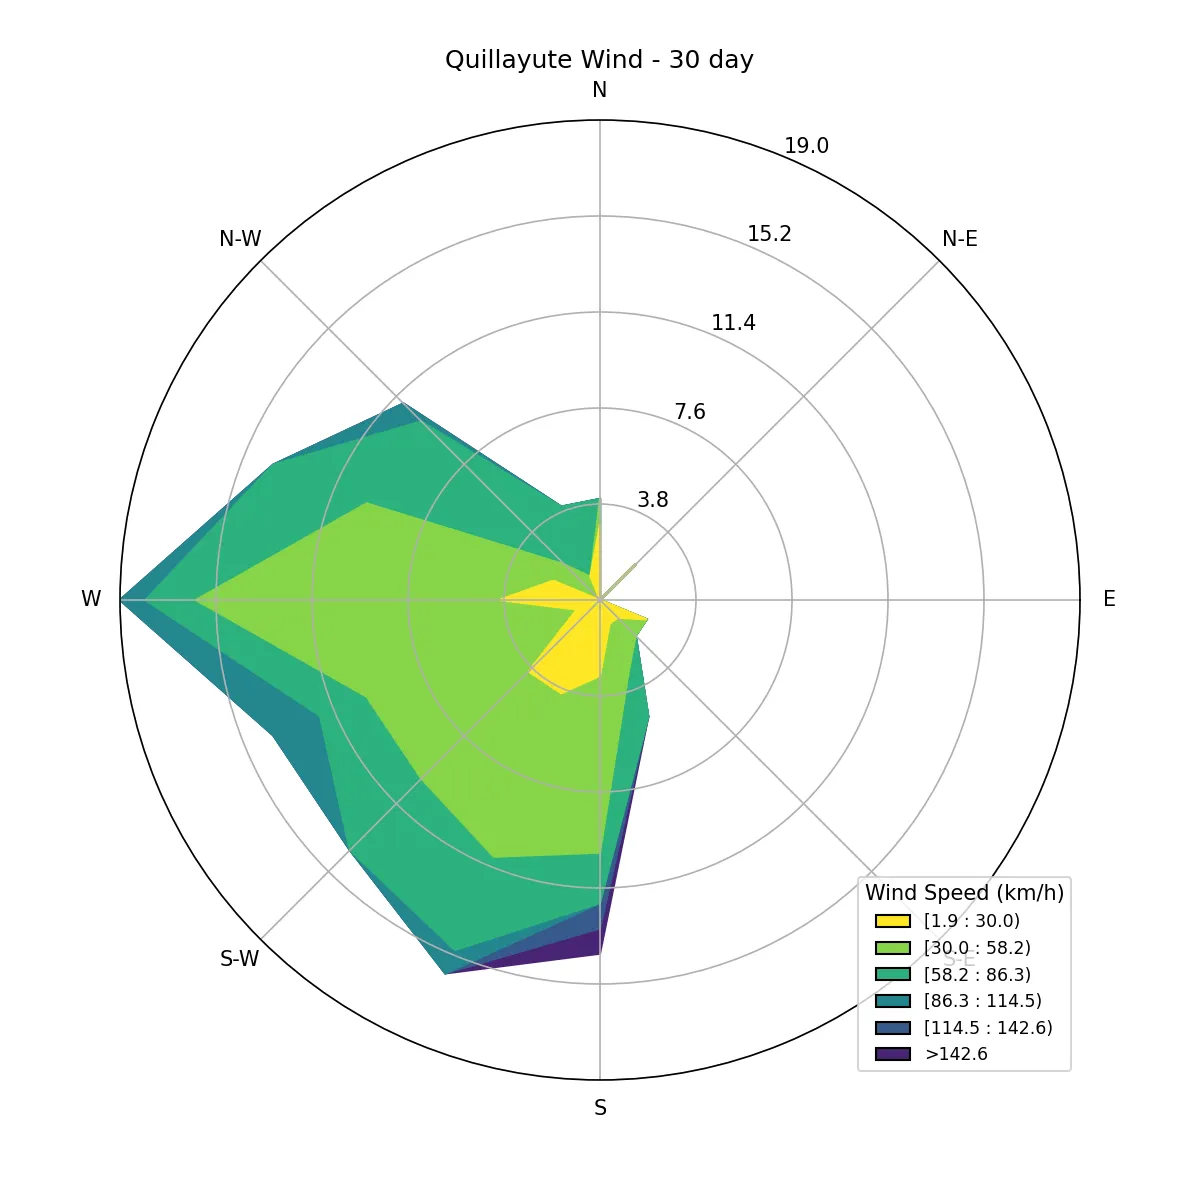 Quillayute Wind - 30 day
N
19.0
15.2
N-W
N-E
11.4
7.6
3.8
W
E
Wind Speed (km/h)
[1.9 : 30.0)
[30.0 : 58.2)
S-W
S-E
[58.2 : 86.3)
[86.3 : 114.5)
[114.5 : 142.6)
>142.6
S